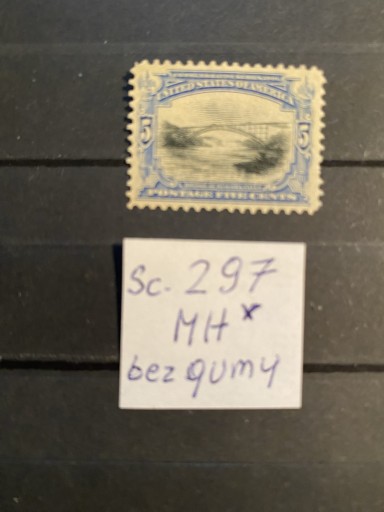 UNITED STATES OF AMERICA
5 5
POSTAGE FIVE CENTS
Sc. 297
MH*
bez gumy